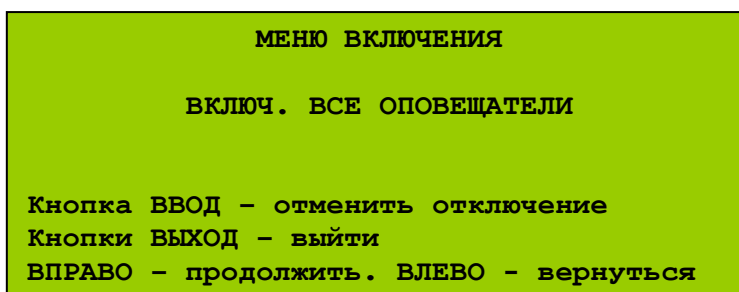 МЕНЮ ВКЛЮЧЕНИЯ
ВКЛЮЧ. ВСЕ ОПОВЕЩАТЕЛИ
Кнопка ВВОД – отменить отключение
Кнопки ВЫХОД – выйти
ВПРАВО – продолжить. ВЛЕВО - вернуться